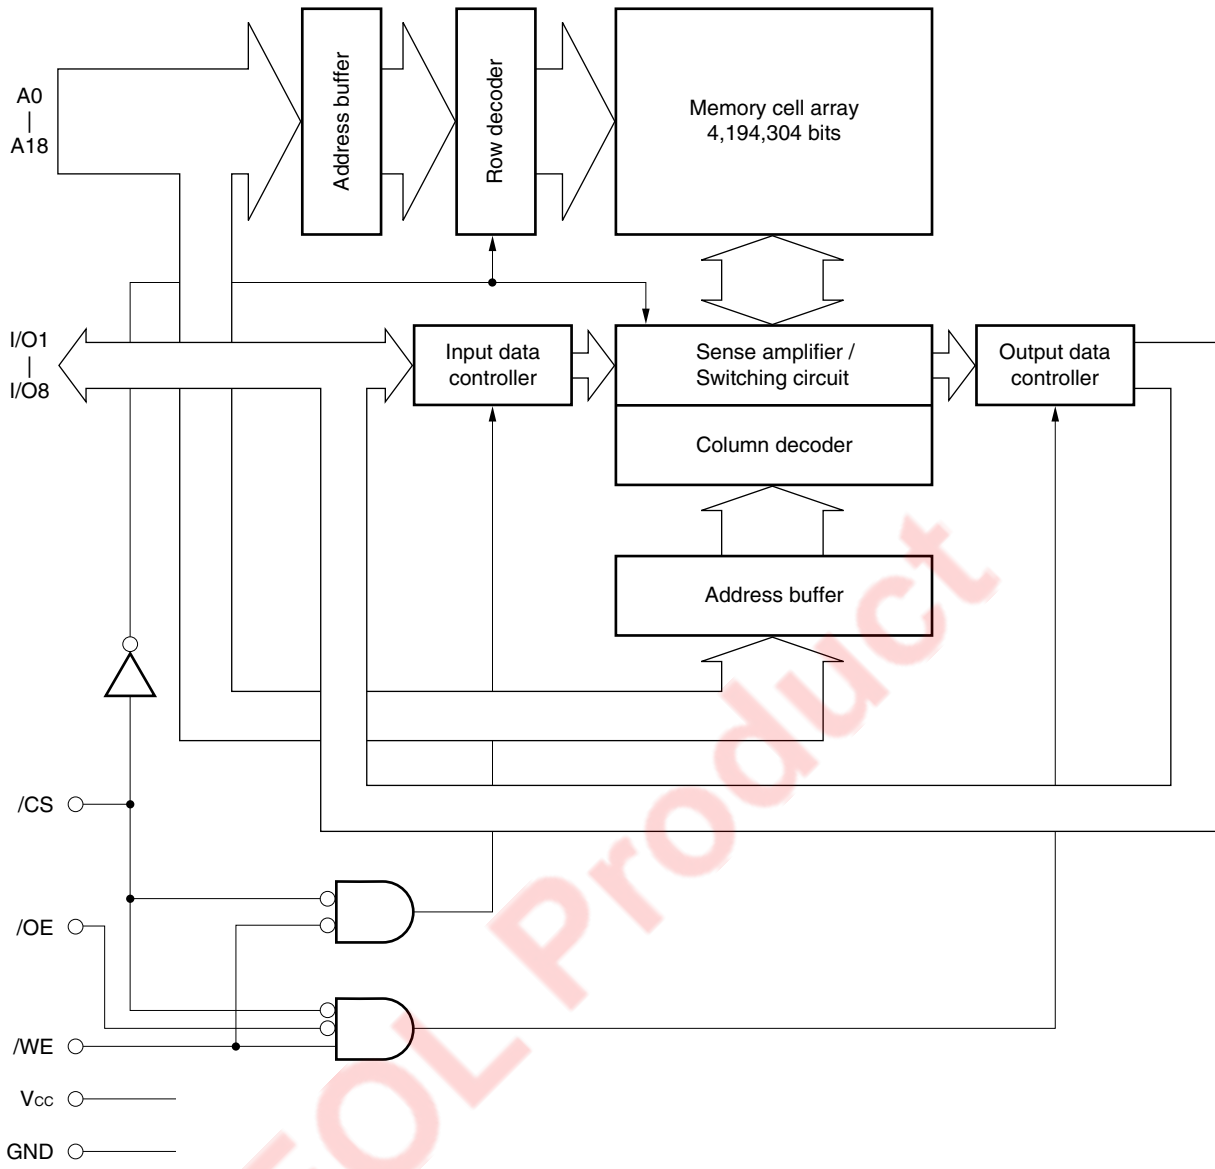 A0
|
A18
Address buffer
Row decoder
Memory cell array
4,194,304 bits
I/O1
|
I/O8
Input data
controller
Sense amplifier /
Switching circuit
Output data
controller
Column decoder
Address buffer
/CS
/OE
/WE
VCC
GND
EOL Product